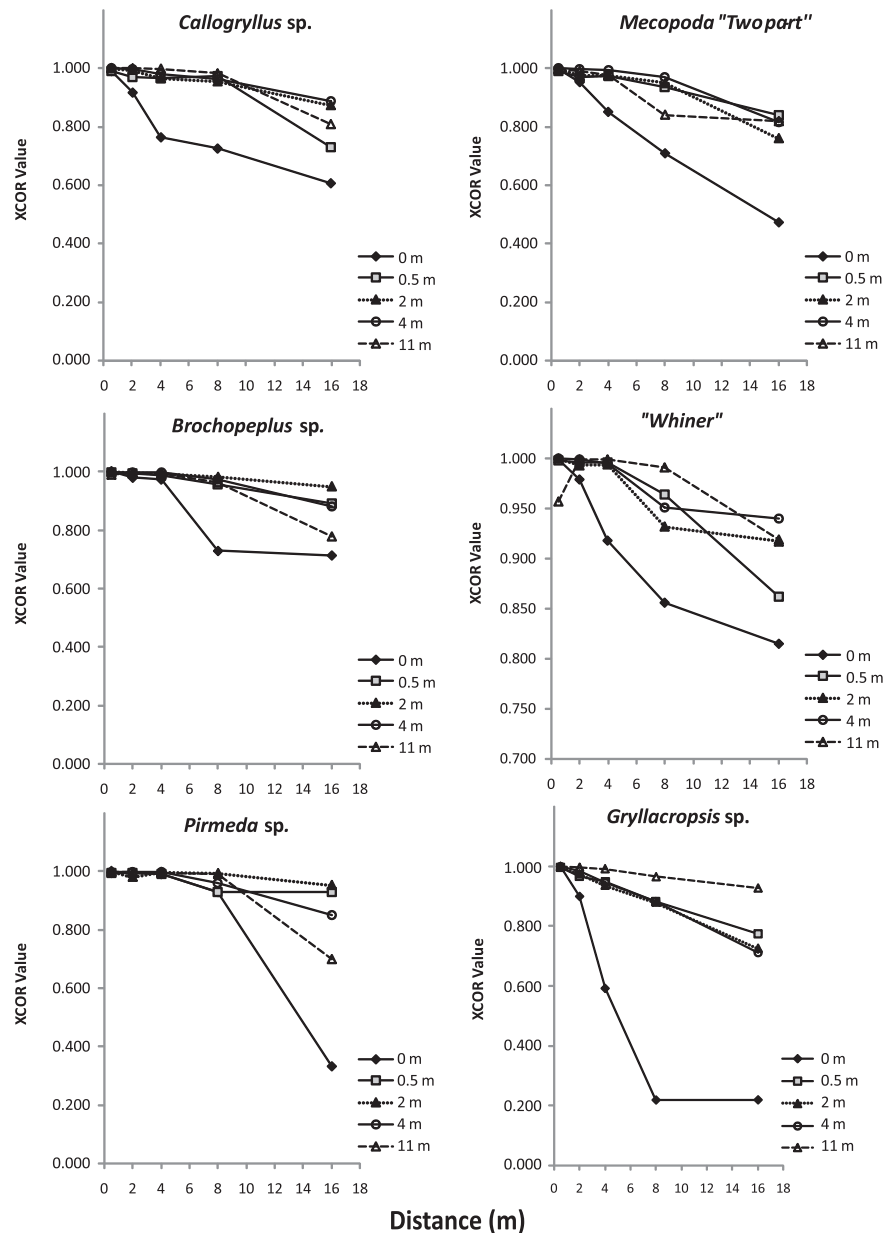 Callogryllus sp.
XCOR Value
1.000
0.800
0.600
0.400
0.200
0.000
0 2 4 6 8 10 12 14 16 18
0 m
0.5 m
2 m
4 m
11 m
Mecopoda "Two part"
XCOR Value
1.000
0.800
0.600
0.400
0.200
0.000
0 2 4 6 8 10 12 14 16 18
0 m
0.5 m
2 m
4 m
11 m
Brochopeplus sp.
XCOR Value
1.000
0.800
0.600
0.400
0.200
0.000
0 2 4 6 8 10 12 14 16 18
0 m
0.5 m
2 m
4 m
11 m
"Whiner"
XCOR Value
1.000
0.950
0.900
0.850
0.800
0.750
0.700
0 2 4 6 8 10 12 14 16 18
0 m
0.5 m
2 m
4 m
11 m
Pirmeda sp.
XCOR Value
1.000
0.800
0.600
0.400
0.200
0.000
0 2 4 6 8 10 12 14 16 18
0 m
0.5 m
2 m
4 m
11 m
Gryllacropsis sp.
XCOR Value
1.000
0.800
0.600
0.400
0.200
0.000
0 2 4 6 8 10 12 14 16 18
0 m
0.5 m
2 m
4 m
11 m
Distance (m)